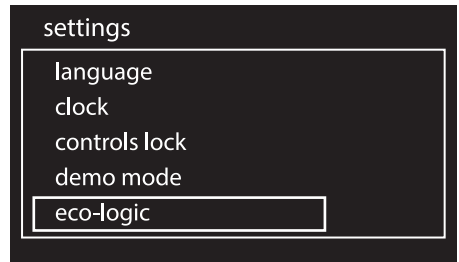 settings
language
clock
controls lock
demo mode
eco-logic